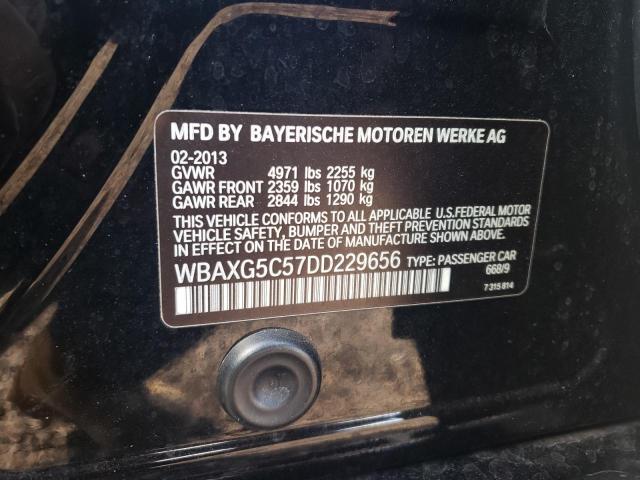 MFD BY BAYERISCHE MOTOREN WERKE AG
02-2013
GVWR 4971 lbs 2255 kg
GAWR FRONT 2359 lbs 1070 kg
GAWR REAR 2844 lbs 1290 kg
THIS VEHICLE CONFORMS TO ALL APPLICABLE U.S.FEDERAL MOTOR
VEHICLE SAFETY, BUMPER AND THEFT PREVENTION STANDARDS
IN EFFECT ON THE DATE OF MANUFACTURE SHOWN ABOVE.
WBAXG5C57DD229656 TYPE: PASSENGER CAR
668/9
7 315 814